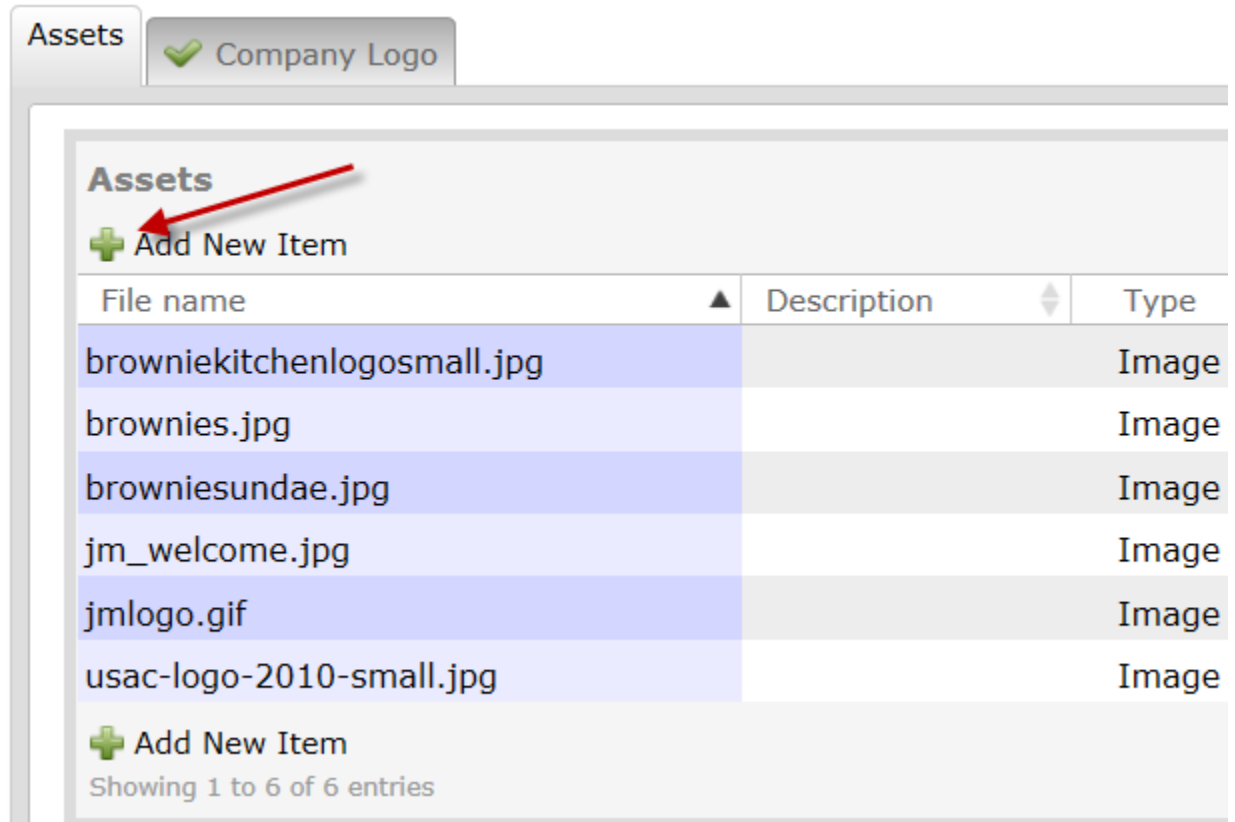 Assets
Company Logo
Assets
Add New Item
File name Description Type
browniekitchenlogosmall.jpg Image
brownies.jpg Image
browniesundae.jpg Image
jm_welcome.jpg Image
jmlogo.gif Image
usac-logo-2010-small.jpg Image
Add New Item
Showing 1 to 6 of 6 entries